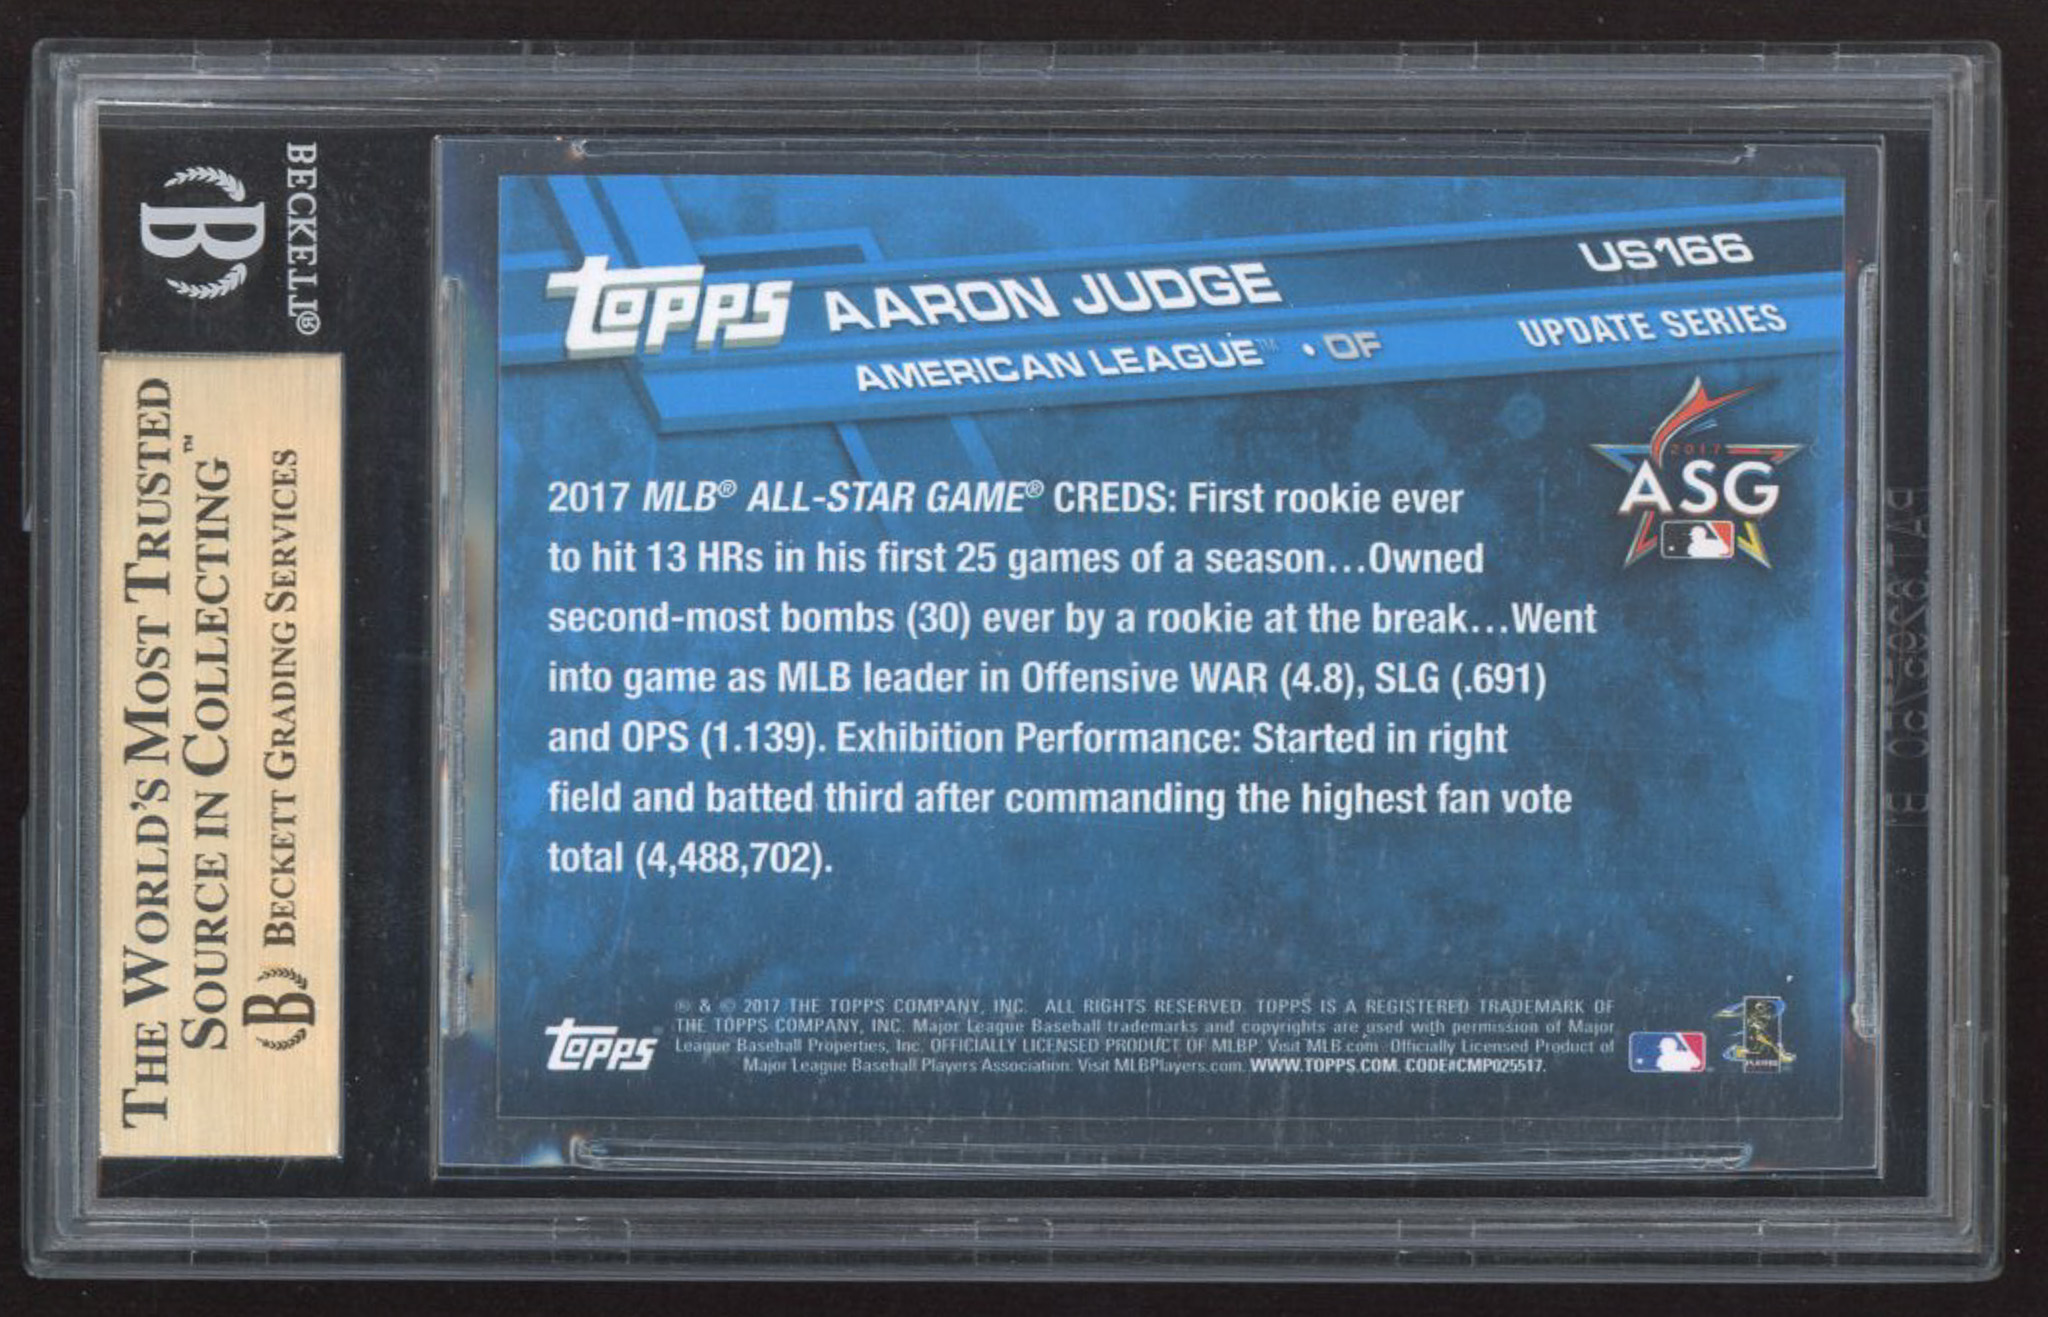 BECKETT®
B
THE WORLD'S MOST TRUSTED
SOURCE IN COLLECTING™
B BECKETT GRADING SERVICES
topps AARON JUDGE
US166
AMERICAN LEAGUE™ • OF
UPDATE SERIES
2017
ASG
2017 MLB® ALL-STAR GAME® CREDS: First rookie ever
to hit 13 HRs in his first 25 games of a season...Owned
second-most bombs (30) ever by a rookie at the break...Went
into game as MLB leader in Offensive WAR (4.8), SLG (.691)
and OPS (1.139). Exhibition Performance: Started in right
field and batted third after commanding the highest fan vote
total (4,488,702).
topps
® & © 2017 THE TOPPS COMPANY, INC. ALL RIGHTS RESERVED. TOPPS IS A REGISTERED TRADEMARK OF
THE TOPPS COMPANY, INC. Major League Baseball trademarks and copyrights are used with permission of Major
League Baseball Properties, Inc. OFFICIALLY LICENSED PRODUCT OF MLBP. Visit MLB.com. Officially Licensed Product of
Major League Baseball Players Association. Visit MLBPlayers.com. WWW.TOPPS.COM. CODE#CMP025517.